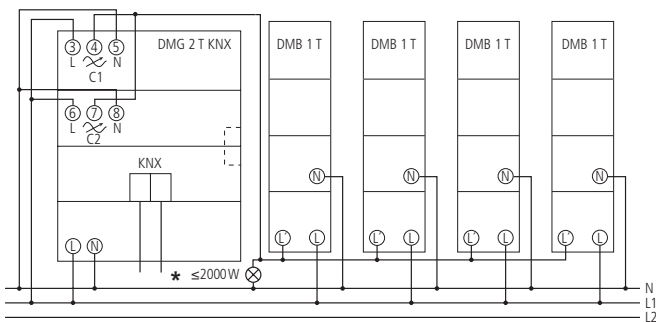 3 4 5 DMG 2 T KNX DMB 1 T DMB 1 T DMB 1 T DMB 1 T
L N
C1
6 7 8
L N
C2
KNX
N N N N
L' L L' L L' L L' L
L N
* ≤2000W
N
L1
L2